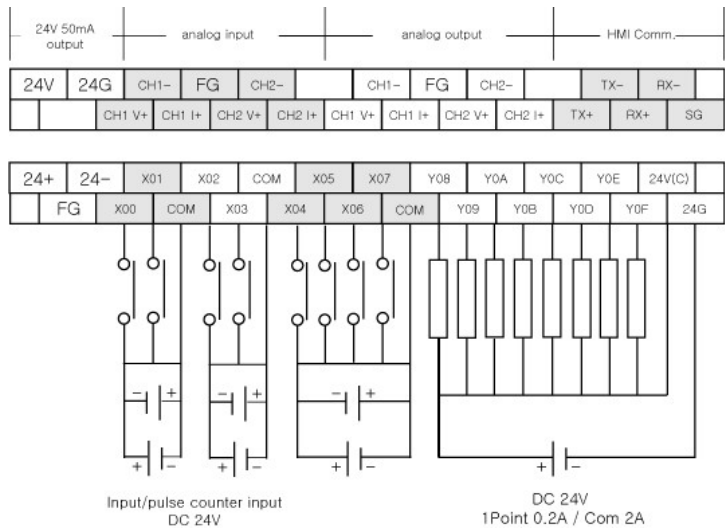 24V 50mA
output
analog input
analog output
HMI Comm.
24V 24G CH1- FG CH2- CH1- FG CH2- TX- RX-
CH1 V+ CH1 I+ CH2 V+ CH2 I+ CH1 V+ CH1 I+ CH2 V+ CH2 I+ TX+ RX+ SG
24+ 24- X01 X02 COM X05 X07 Y08 Y0A Y0C Y0E 24V(C)
FG X00 COM X03 X04 X06 COM Y09 Y0B Y0D Y0F 24G
- + - + - +
+ - + - + - + -
Input/pulse counter input
DC 24V
DC 24V
1Point 0.2A / Com 2A